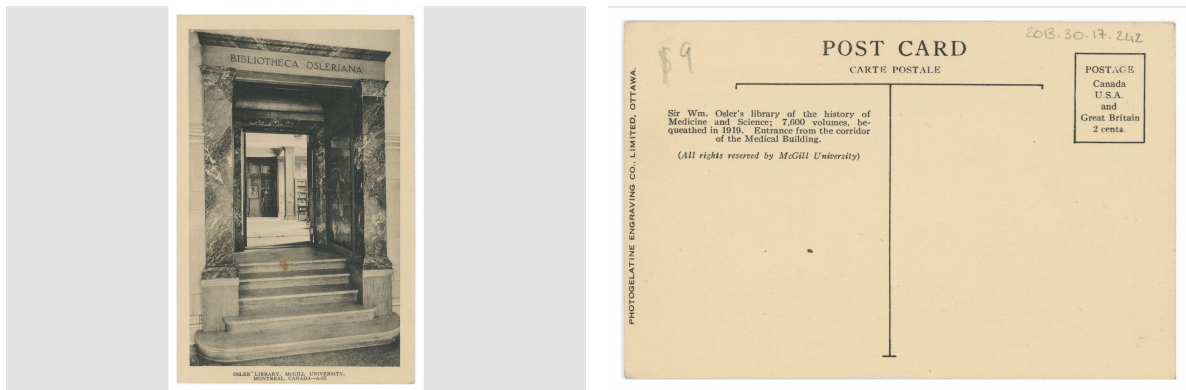 BIBLIOTHECA OSLERIANA
OSLER LIBRARY, McGILL UNIVERSITY,
MONTREAL, CANADA—A-35.
$9
2013.30.17.242
POST CARD
CARTE POSTALE
POSTAGE
Canada
U.S.A.
and
Great Britain
2 cents.
Sir Wm. Osler's library of the history of
Medicine and Science; 7,600 volumes, be-
queathed in 1919. Entrance from the corridor
of the Medical Building.
(All rights reserved by McGill University)
PHOTOGELATINE ENGRAVING CO., LIMITED, OTTAWA.